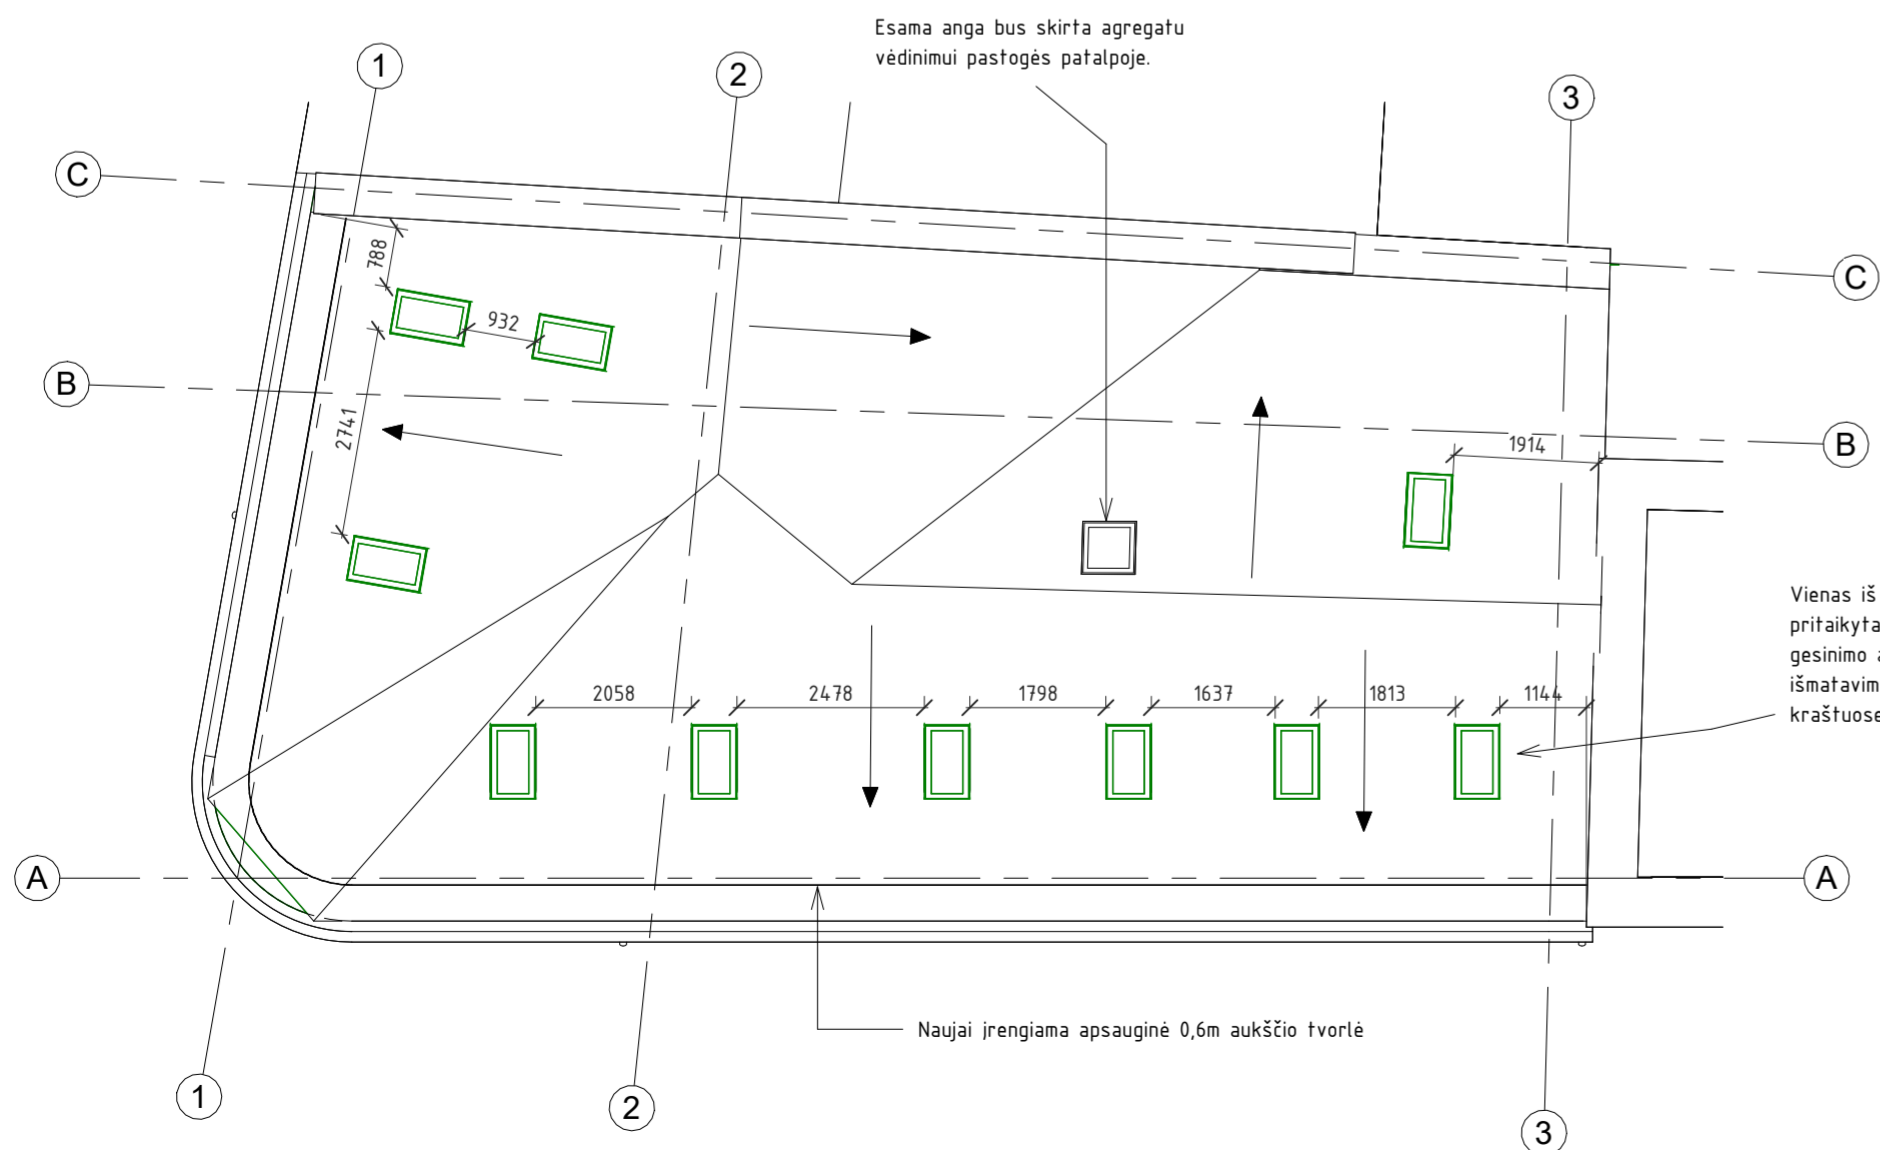 Esama anga bus skirta agregatu
vėdinimui pastogės patalpoje.
1
2
3
C
C
788
932
B
2741
1914
B
Vienas iš
pritaikyta
gesinimo a
išmatavim
kraštuose
2058
2478
1798
1637
1813
1144
A
A
Naujai įrengiama apsauginė 0,6m aukščio tvorlė
1
2
3